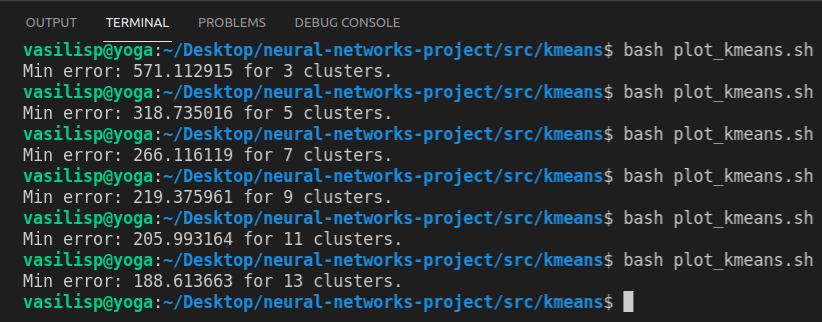 OUTPUT TERMINAL PROBLEMS DEBUG CONSOLE
vasilisp@yoga:~/Desktop/neural-networks-project/src/kmeans$ bash plot_kmeans.sh
Min error: 571.112915 for 3 clusters.
vasilisp@yoga:~/Desktop/neural-networks-project/src/kmeans$ bash plot_kmeans.sh
Min error: 318.735016 for 5 clusters.
vasilisp@yoga:~/Desktop/neural-networks-project/src/kmeans$ bash plot_kmeans.sh
Min error: 266.116119 for 7 clusters.
vasilisp@yoga:~/Desktop/neural-networks-project/src/kmeans$ bash plot_kmeans.sh
Min error: 219.375961 for 9 clusters.
vasilisp@yoga:~/Desktop/neural-networks-project/src/kmeans$ bash plot_kmeans.sh
Min error: 205.993164 for 11 clusters.
vasilisp@yoga:~/Desktop/neural-networks-project/src/kmeans$ bash plot_kmeans.sh
Min error: 188.613663 for 13 clusters.
vasilisp@yoga:~/Desktop/neural-networks-project/src/kmeans$